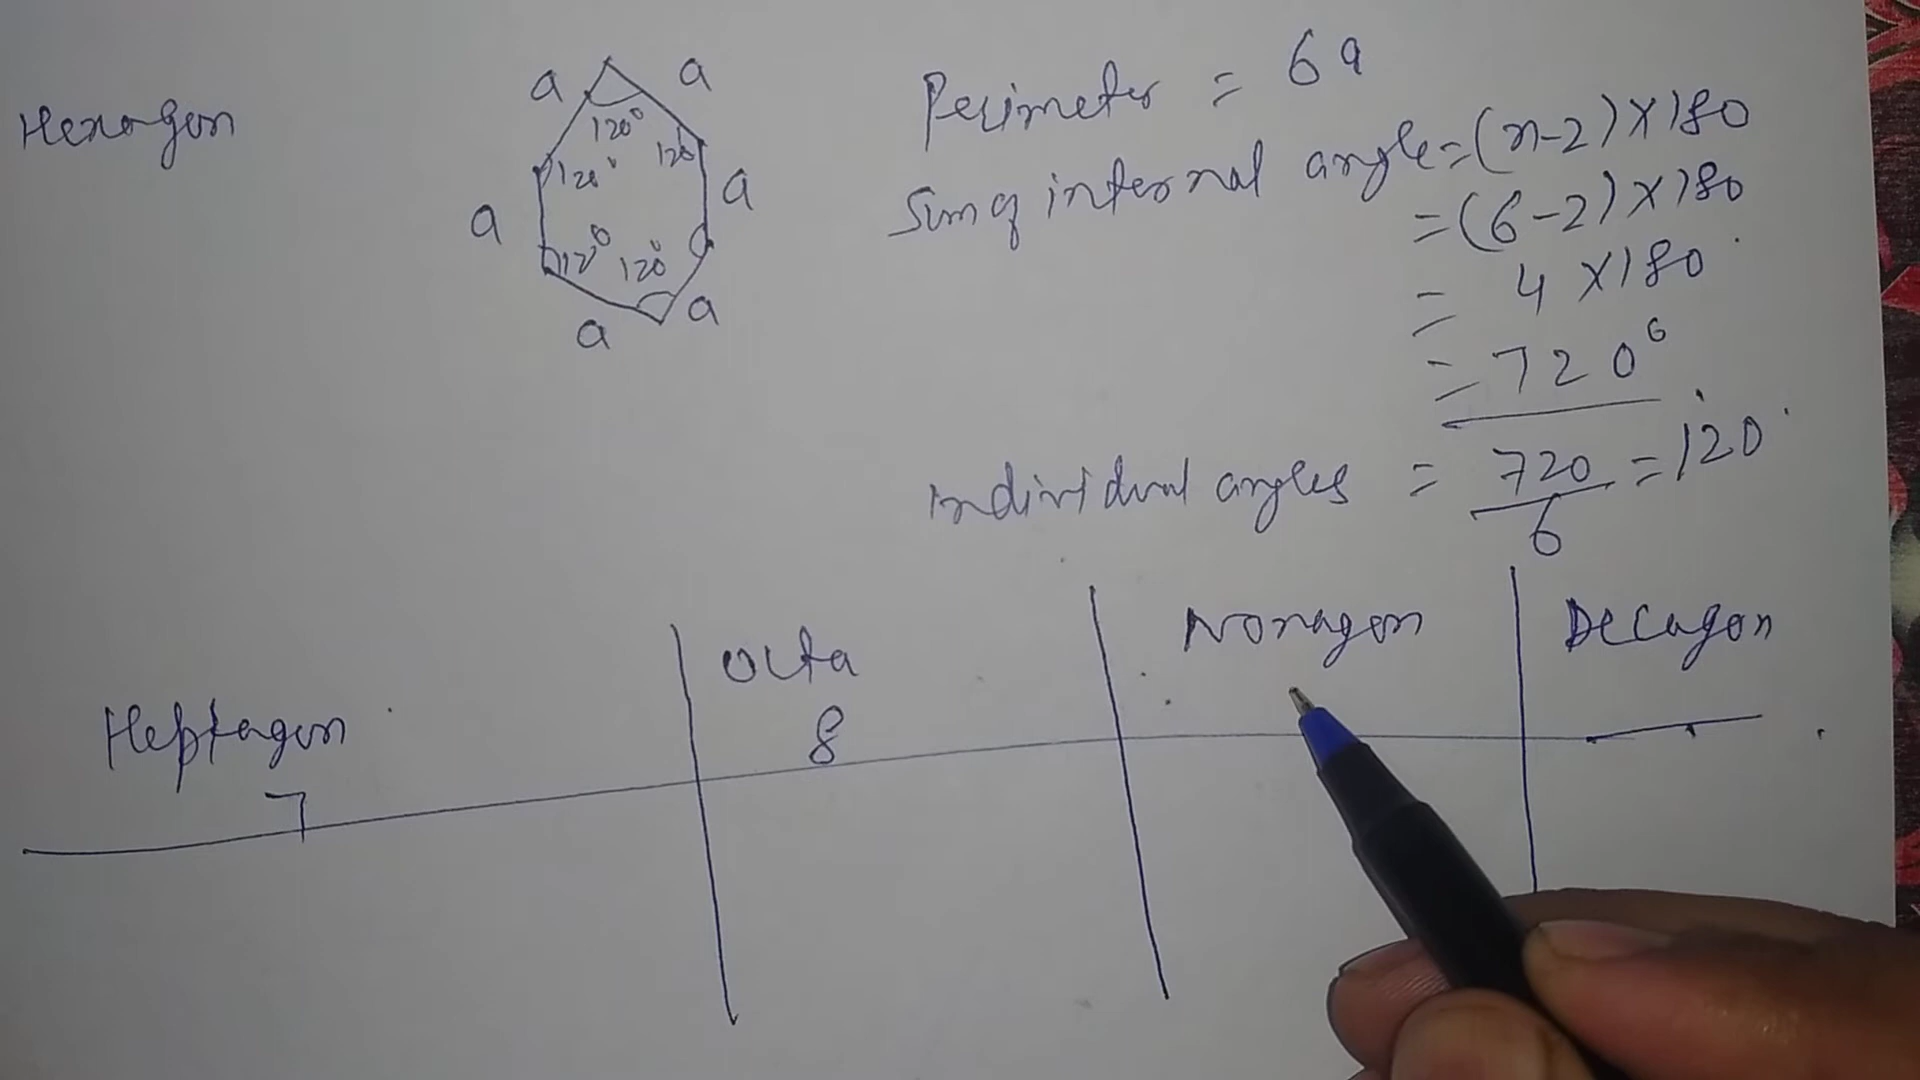 Hexagon
a a
120°
120° 120
a a
120° 120°
a a
Perimeter = 6a
Sum of internal angle = (n-2) X 180
= (6-2) X 180
= 4 X 180
= 720°
Individual angles = 720/6 = 120°
Heptagon
7
Octa
8
Nonagon
Decagon